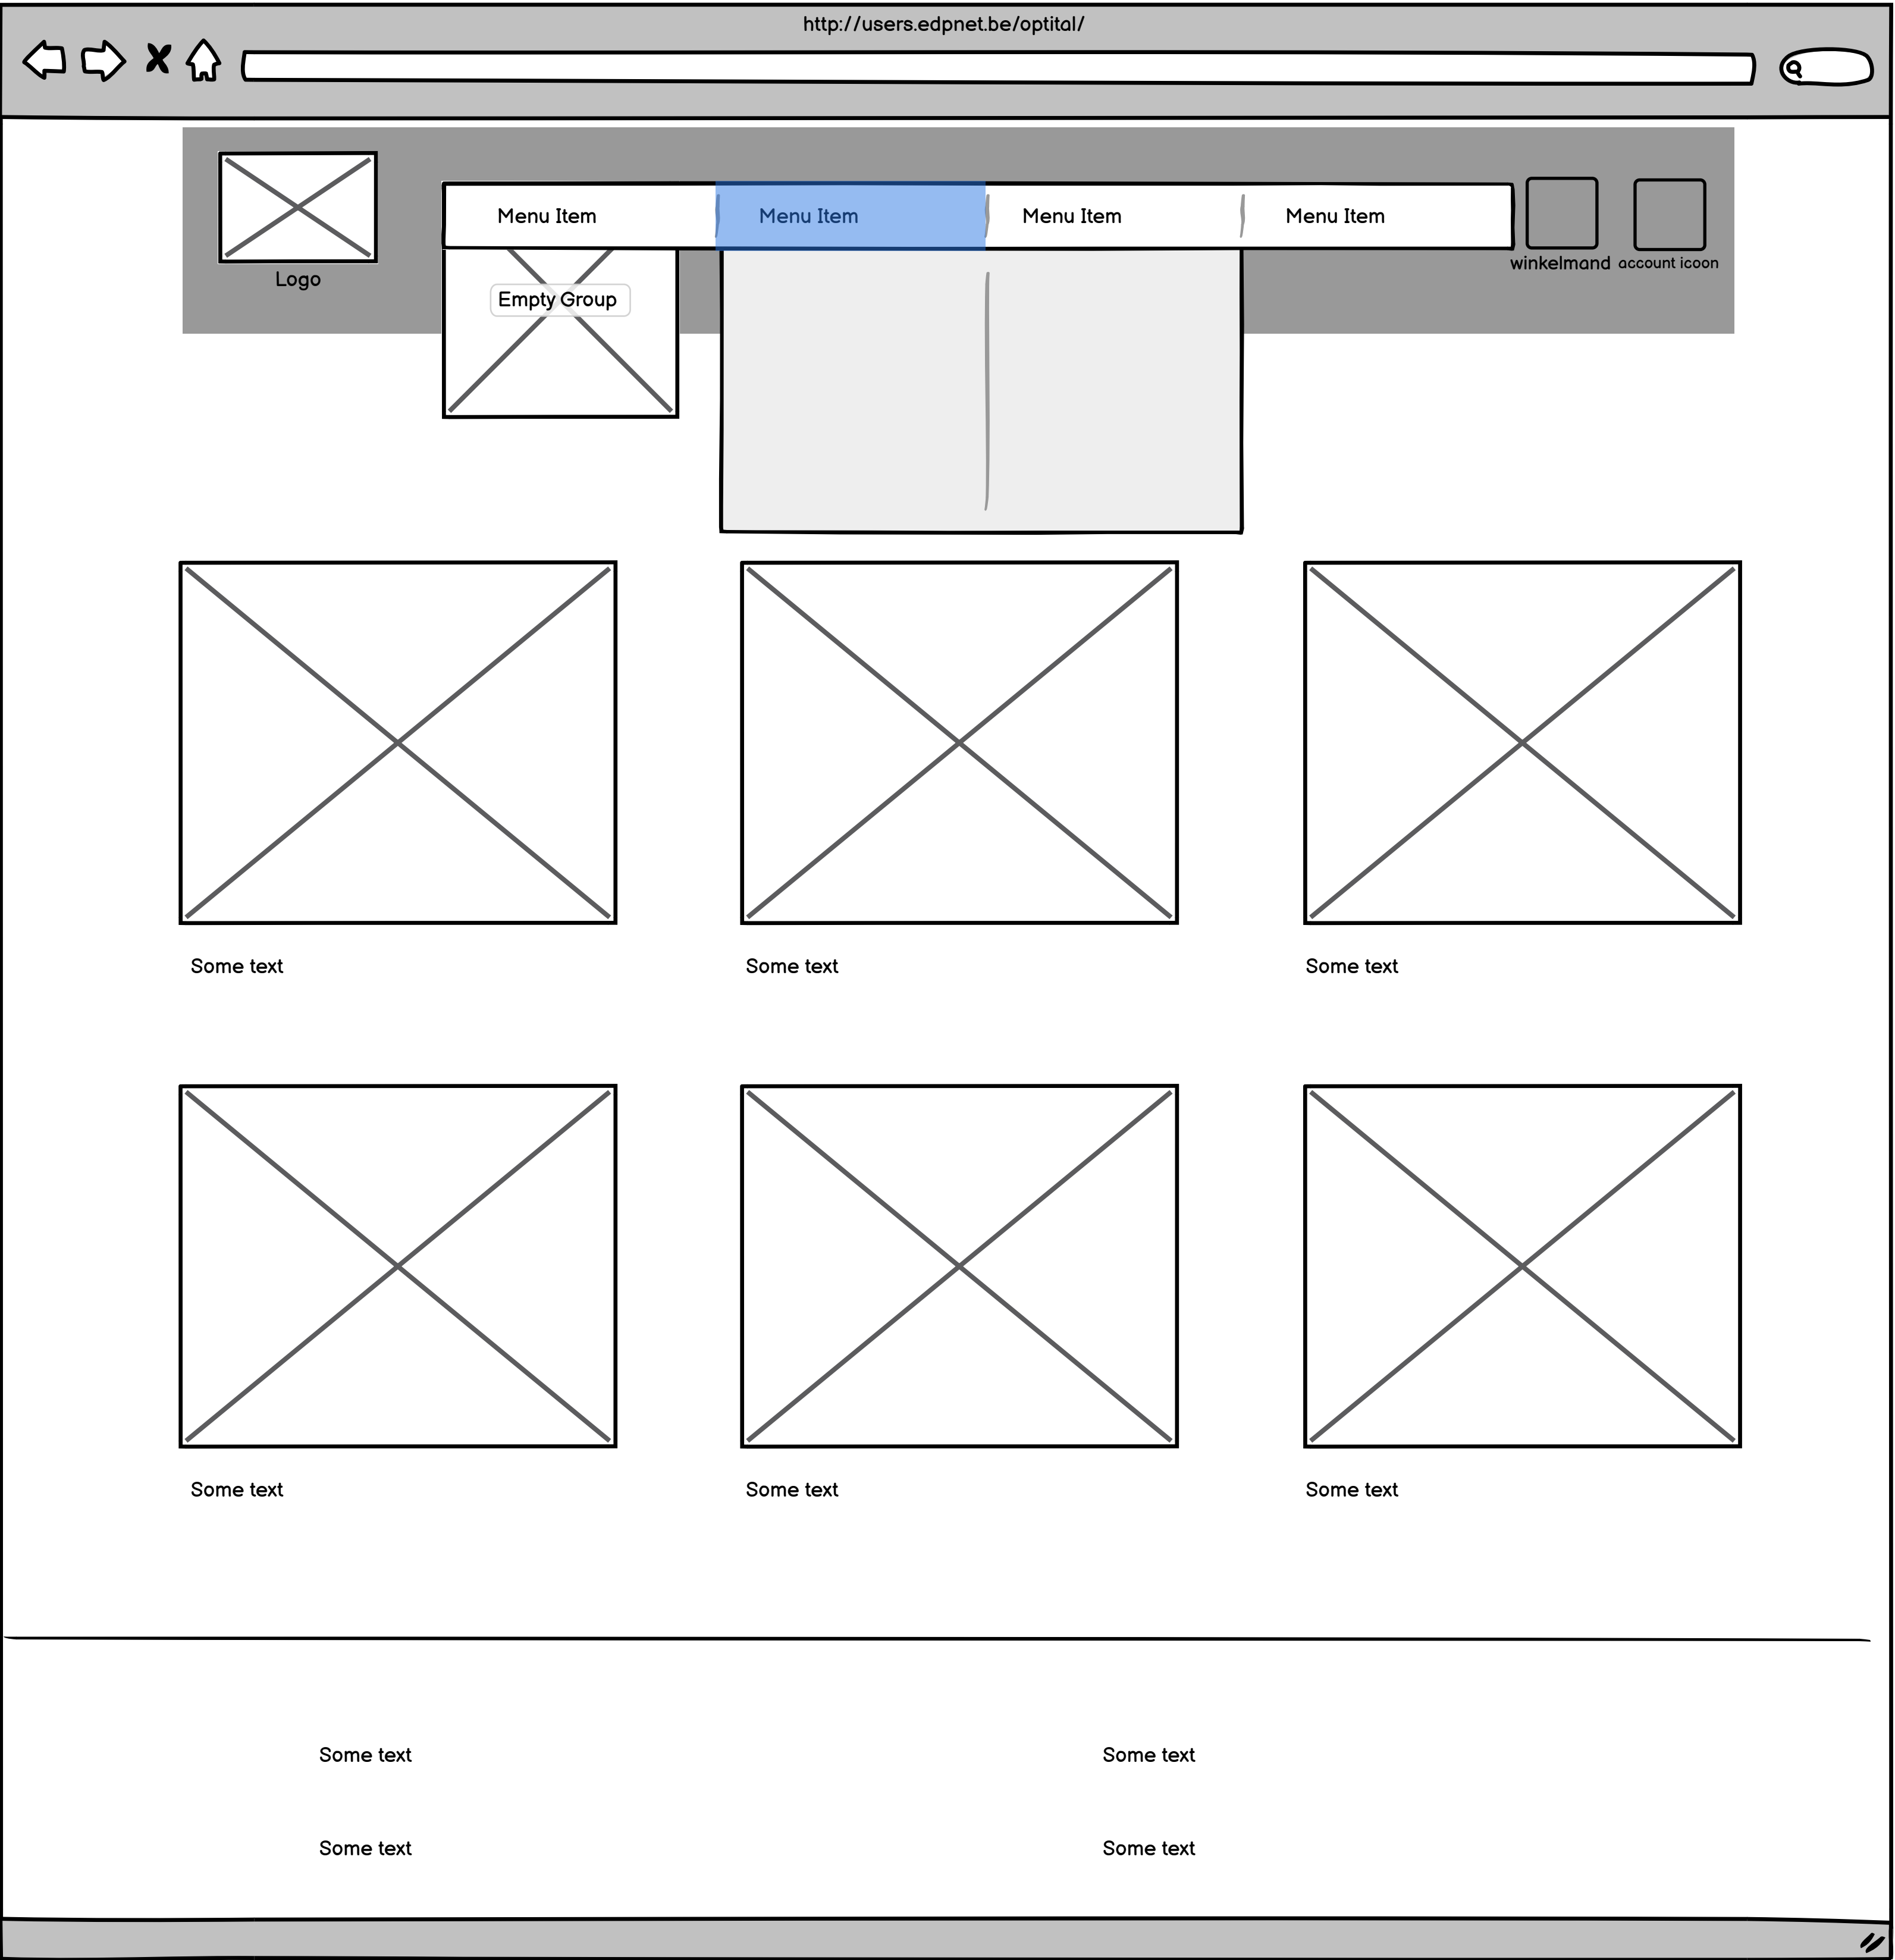 http://users.edpnet.be/optital/
Menu Item Menu Item Menu Item Menu Item
Logo
winkelmand account icoon
Empty Group
Some text Some text Some text
Some text Some text Some text
Some text Some text
Some text Some text